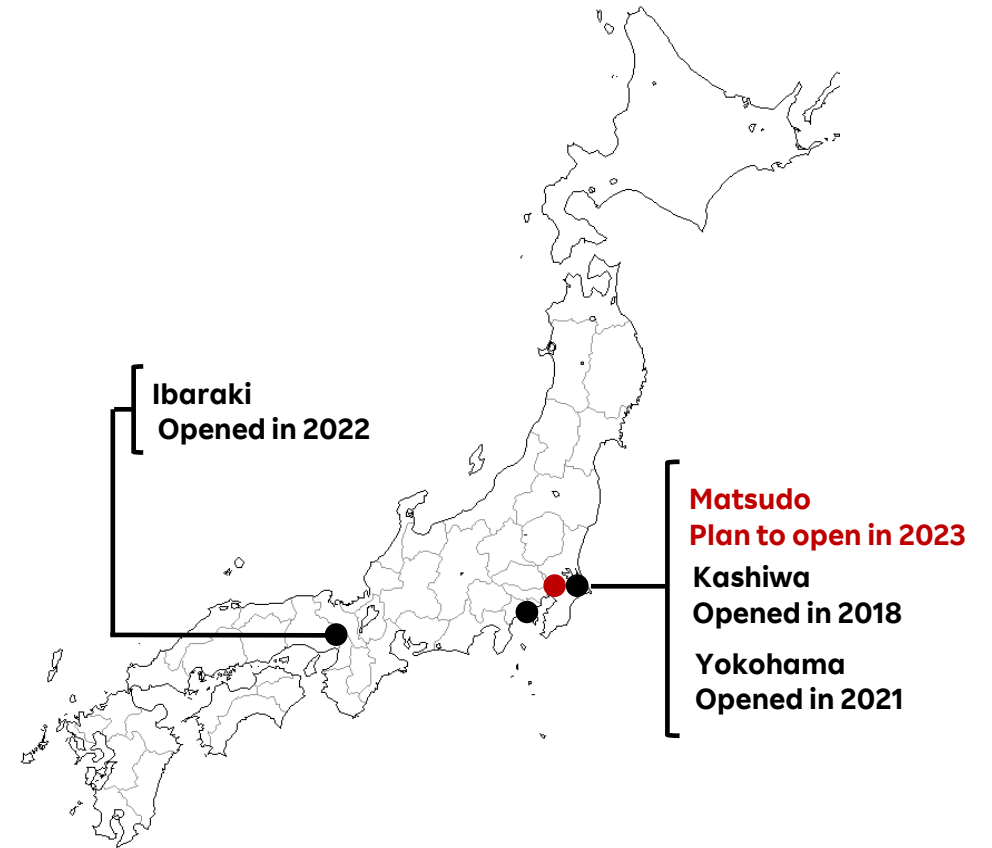 Ibaraki
Opened in 2022
Matsudo
Plan to open in 2023
Kashiwa
Opened in 2018
Yokohama
Opened in 2021